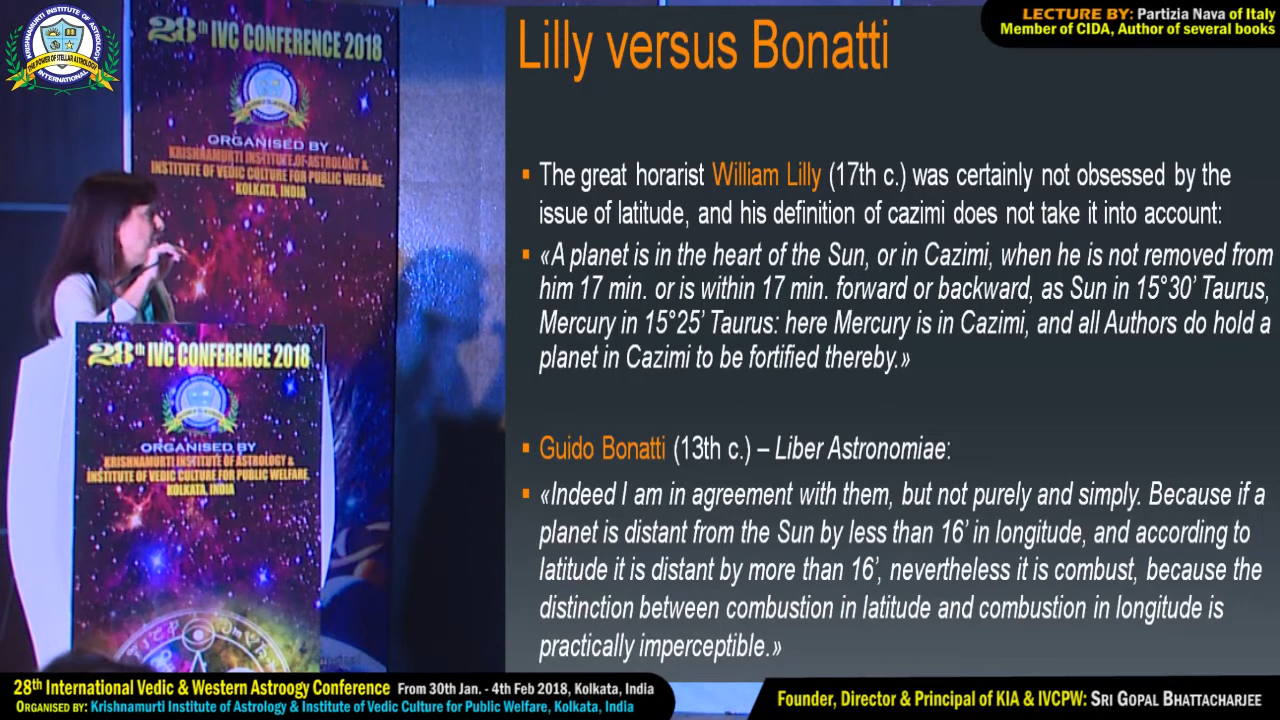 KRISHNAMURTI INSTITUTE OF ASTROLOGY
THE POWER OF STELLAR ASTROLOGY
INTERNATIONAL
28th IVC CONFERENCE 2018
ORGANISED BY
KRISHNAMURTI INSTITUTE OF ASTROLOGY &
INSTITUTE OF VEDIC CULTURE FOR PUBLIC WELFARE,
KOLKATA, INDIA
28th IVC CONFERENCE 2018
ORGANISED BY
KRISHNAMURTI INSTITUTE OF ASTROLOGY &
INSTITUTE OF VEDIC CULTURE FOR PUBLIC WELFARE,
KOLKATA, INDIA
LECTURE BY: Partizia Nava of Italy
Member of CIDA, Author of several books
Lilly versus Bonatti
▪ The great horarist William Lilly (17th c.) was certainly not obsessed by the
issue of latitude, and his definition of cazimi does not take it into account:
▪ «A planet is in the heart of the Sun, or in Cazimi, when he is not removed from
him 17 min. or is within 17 min. forward or backward, as Sun in 15°30’ Taurus,
Mercury in 15°25’ Taurus: here Mercury is in Cazimi, and all Authors do hold a
planet in Cazimi to be fortified thereby.»
▪ Guido Bonatti (13th c.) – Liber Astronomiae:
▪ «Indeed I am in agreement with them, but not purely and simply. Because if a
planet is distant from the Sun by less than 16’ in longitude, and according to
latitude it is distant by more than 16’, nevertheless it is combust, because the
distinction between combustion in latitude and combustion in longitude is
practically imperceptible.»
28th International Vedic & Western Astroogy Conference From 30th Jan. - 4th Feb 2018, Kolkata, India
ORGANISED BY: Krishnamurti Institute of Astrology & Institute of Vedic Culture for Public Welfare, Kolkata, India
Founder, Director & Principal of KIA & IVCPW: SRI GOPAL BHATTACHARJEE